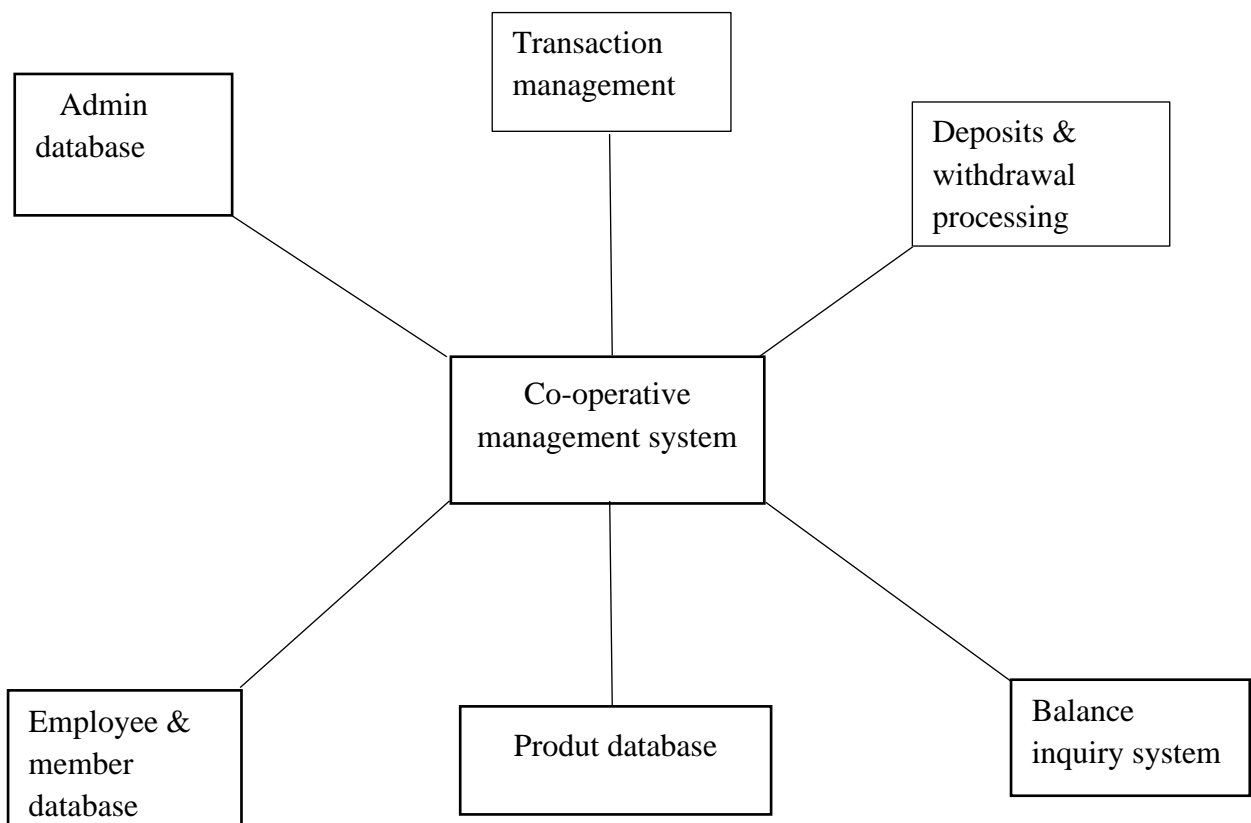 Transaction
management
Admin
database
Deposits &
withdrawal
processing
Co-operative
management system
Employee &
member
database
Produt database
Balance
inquiry system